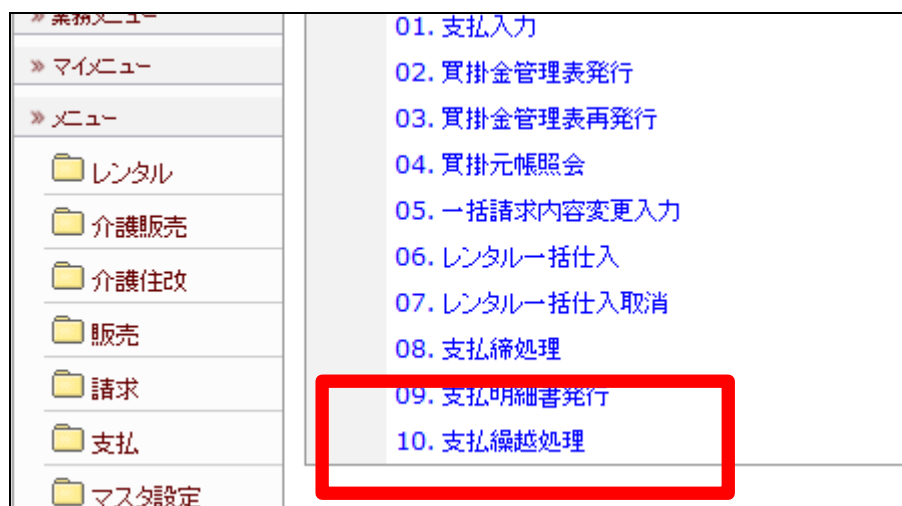 » 業務メニュー
» マイメニュー
» メニュー
レンタル
介護販売
介護住改
販売
請求
支払
マスタ設定
01. 支払入力
02. 買掛金管理表発行
03. 買掛金管理表再発行
04. 買掛元帳照会
05. 一括請求内容変更入力
06. レンタル一括仕入
07. レンタル一括仕入取消
08. 支払締処理
09. 支払明細書発行
10. 支払繰越処理